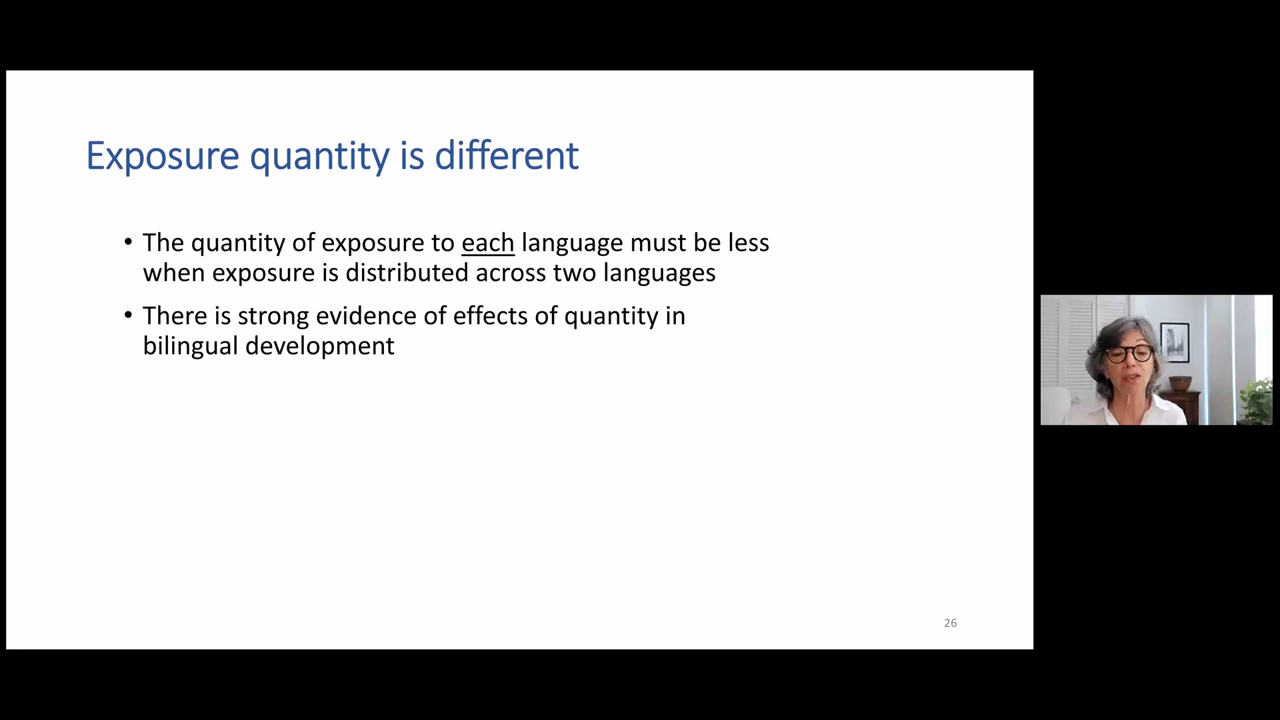 Exposure quantity is different
• The quantity of exposure to each language must be less
when exposure is distributed across two languages
• There is strong evidence of effects of quantity in
bilingual development
26